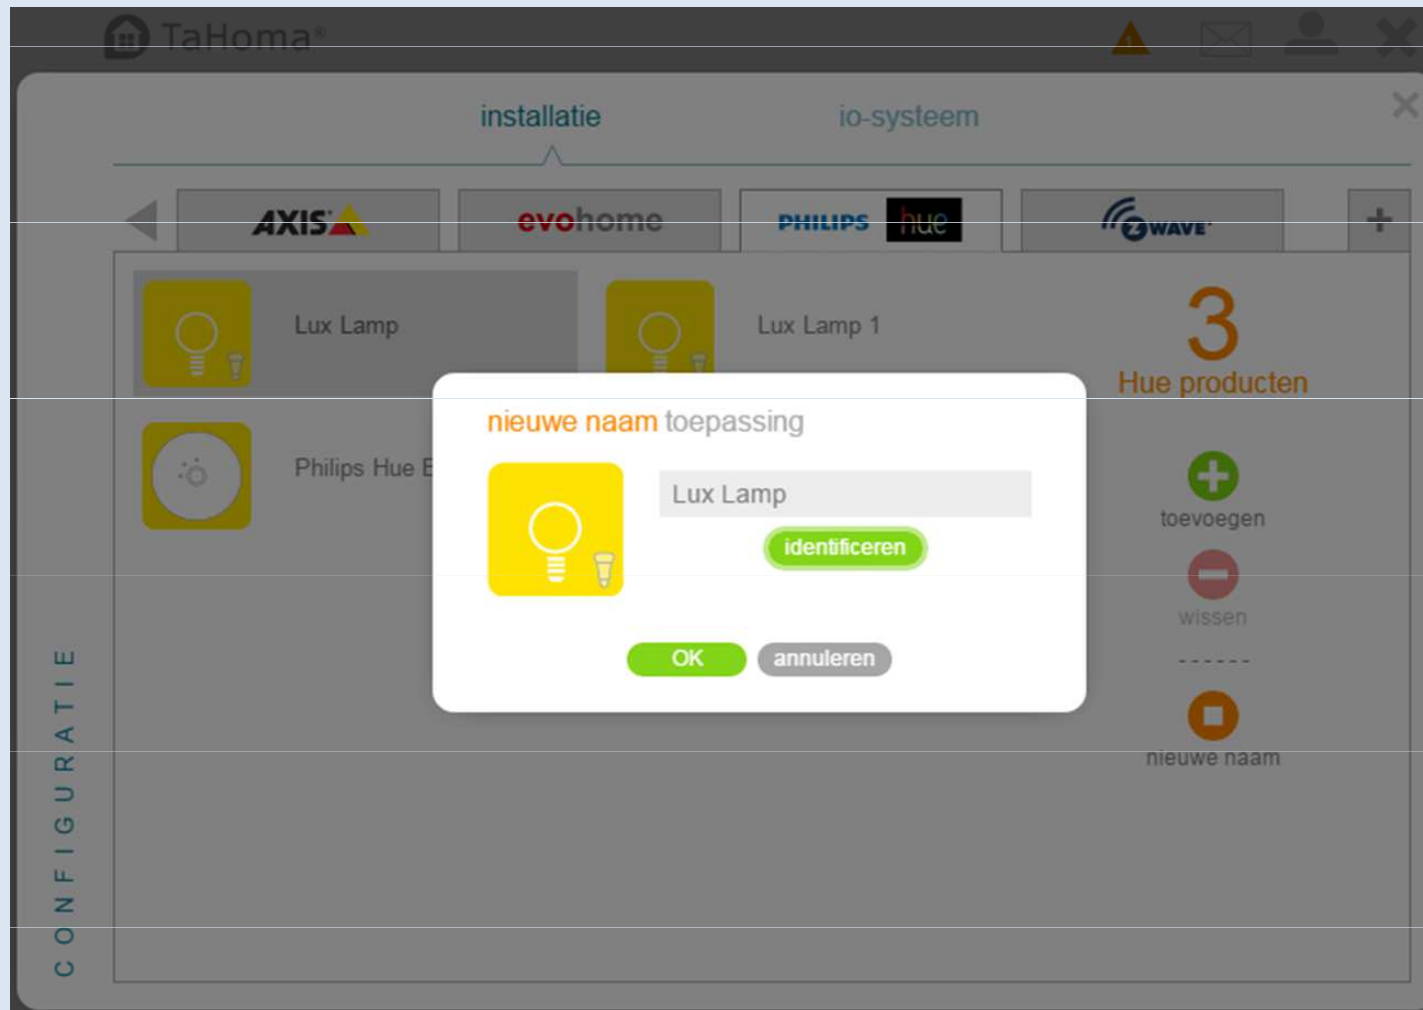 TaHoma®
installatie
io-systeem
AXIS
evohome
PHILIPS hue
ZWAVE
+
Lux Lamp
Lux Lamp 1
3
Hue producten
Philips Hue
nieuwe naam toepassing
Lux Lamp
identificeren
OK
annuleren
toevoegen
wissen
------
nieuwe naam
CONFIGURATIE